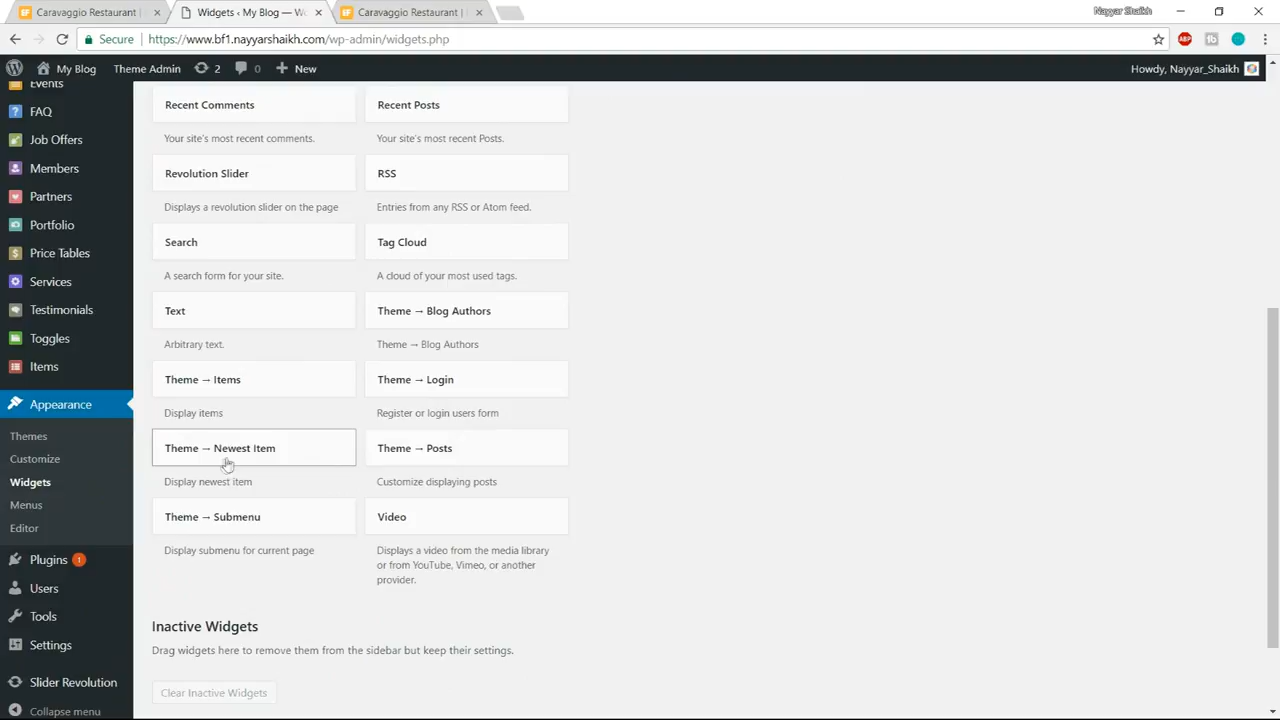 Caravaggio Restaurant |
Widgets ‹ My Blog — W
Caravaggio Restaurant |
Nayyar Shaikh
Secure
https://www.bf1.nayyarshaikh.com/wp-admin/widgets.php
ABP
My Blog
Theme Admin
2
0
New
Howdy, Nayyar_Shaikh
Events
FAQ
Job Offers
Members
Partners
Portfolio
Price Tables
Services
Testimonials
Toggles
Items
Appearance
Themes
Customize
Widgets
Menus
Editor
Plugins 1
Users
Tools
Settings
Slider Revolution
Collapse menu
Recent Comments
Your site's most recent comments.
Recent Posts
Your site's most recent Posts.
Revolution Slider
Displays a revolution slider on the page
RSS
Entries from any RSS or Atom feed.
Search
A search form for your site.
Tag Cloud
A cloud of your most used tags.
Text
Arbitrary text.
Theme → Blog Authors
Theme → Blog Authors
Theme → Items
Display items
Theme → Login
Register or login users form
Theme → Newest Item
Display newest item
Theme → Posts
Customize displaying posts
Theme → Submenu
Display submenu for current page
Video
Displays a video from the media library
or from YouTube, Vimeo, or another
provider.
Inactive Widgets
Drag widgets here to remove them from the sidebar but keep their settings.
Clear Inactive Widgets